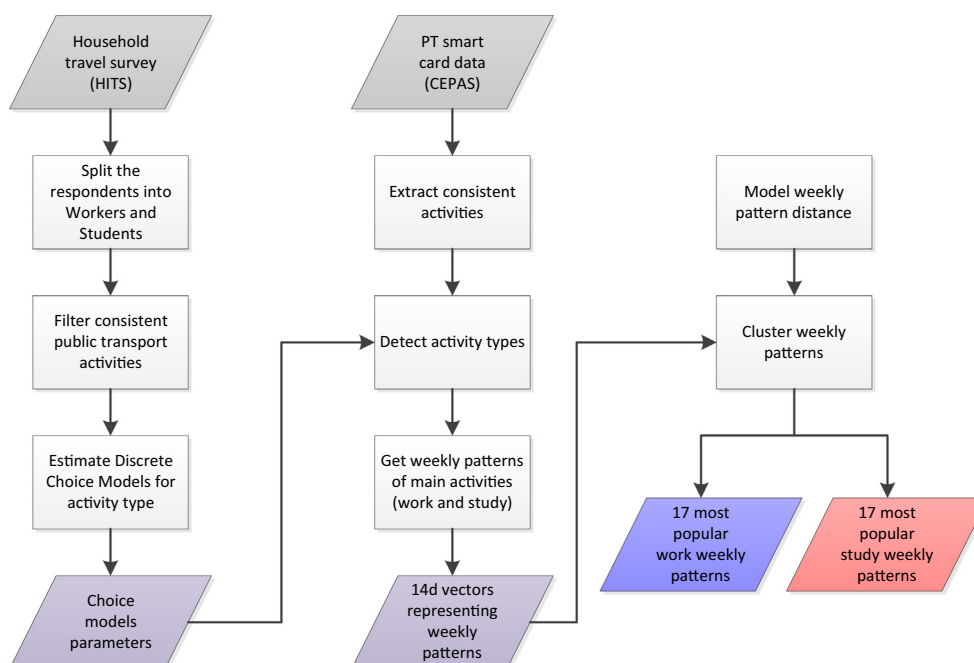 Household
travel survey
(HITS)
Split the
respondents into
Workers and
Students
Filter consistent
public transport
activities
Estimate Discrete
Choice Models for
activity type
Choice
models
parameters
PT smart
card data
(CEPAS)
Extract consistent
activities
Detect activity types
Get weekly patterns
of main activities
(work and study)
14d vectors
representing
weekly
patterns
Model weekly
pattern distance
Cluster weekly
patterns
17 most
popular
work weekly
patterns
17 most
popular
study weekly
patterns